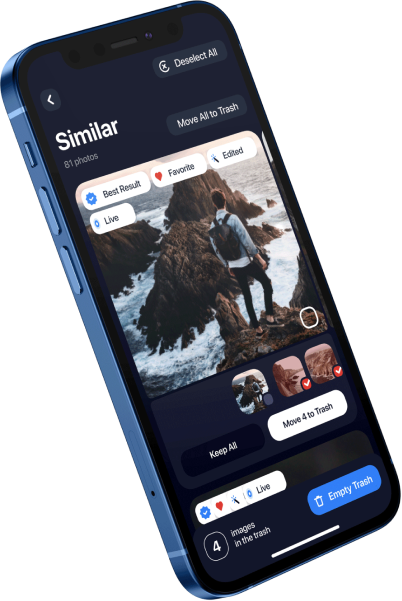 Deselect All
Similar
Move All to Trash
81 photos
Best Result
Favorite
Edited
Live
Keep All
Move 4 to Trash
Live
4
images
in the trash
Empty Trash